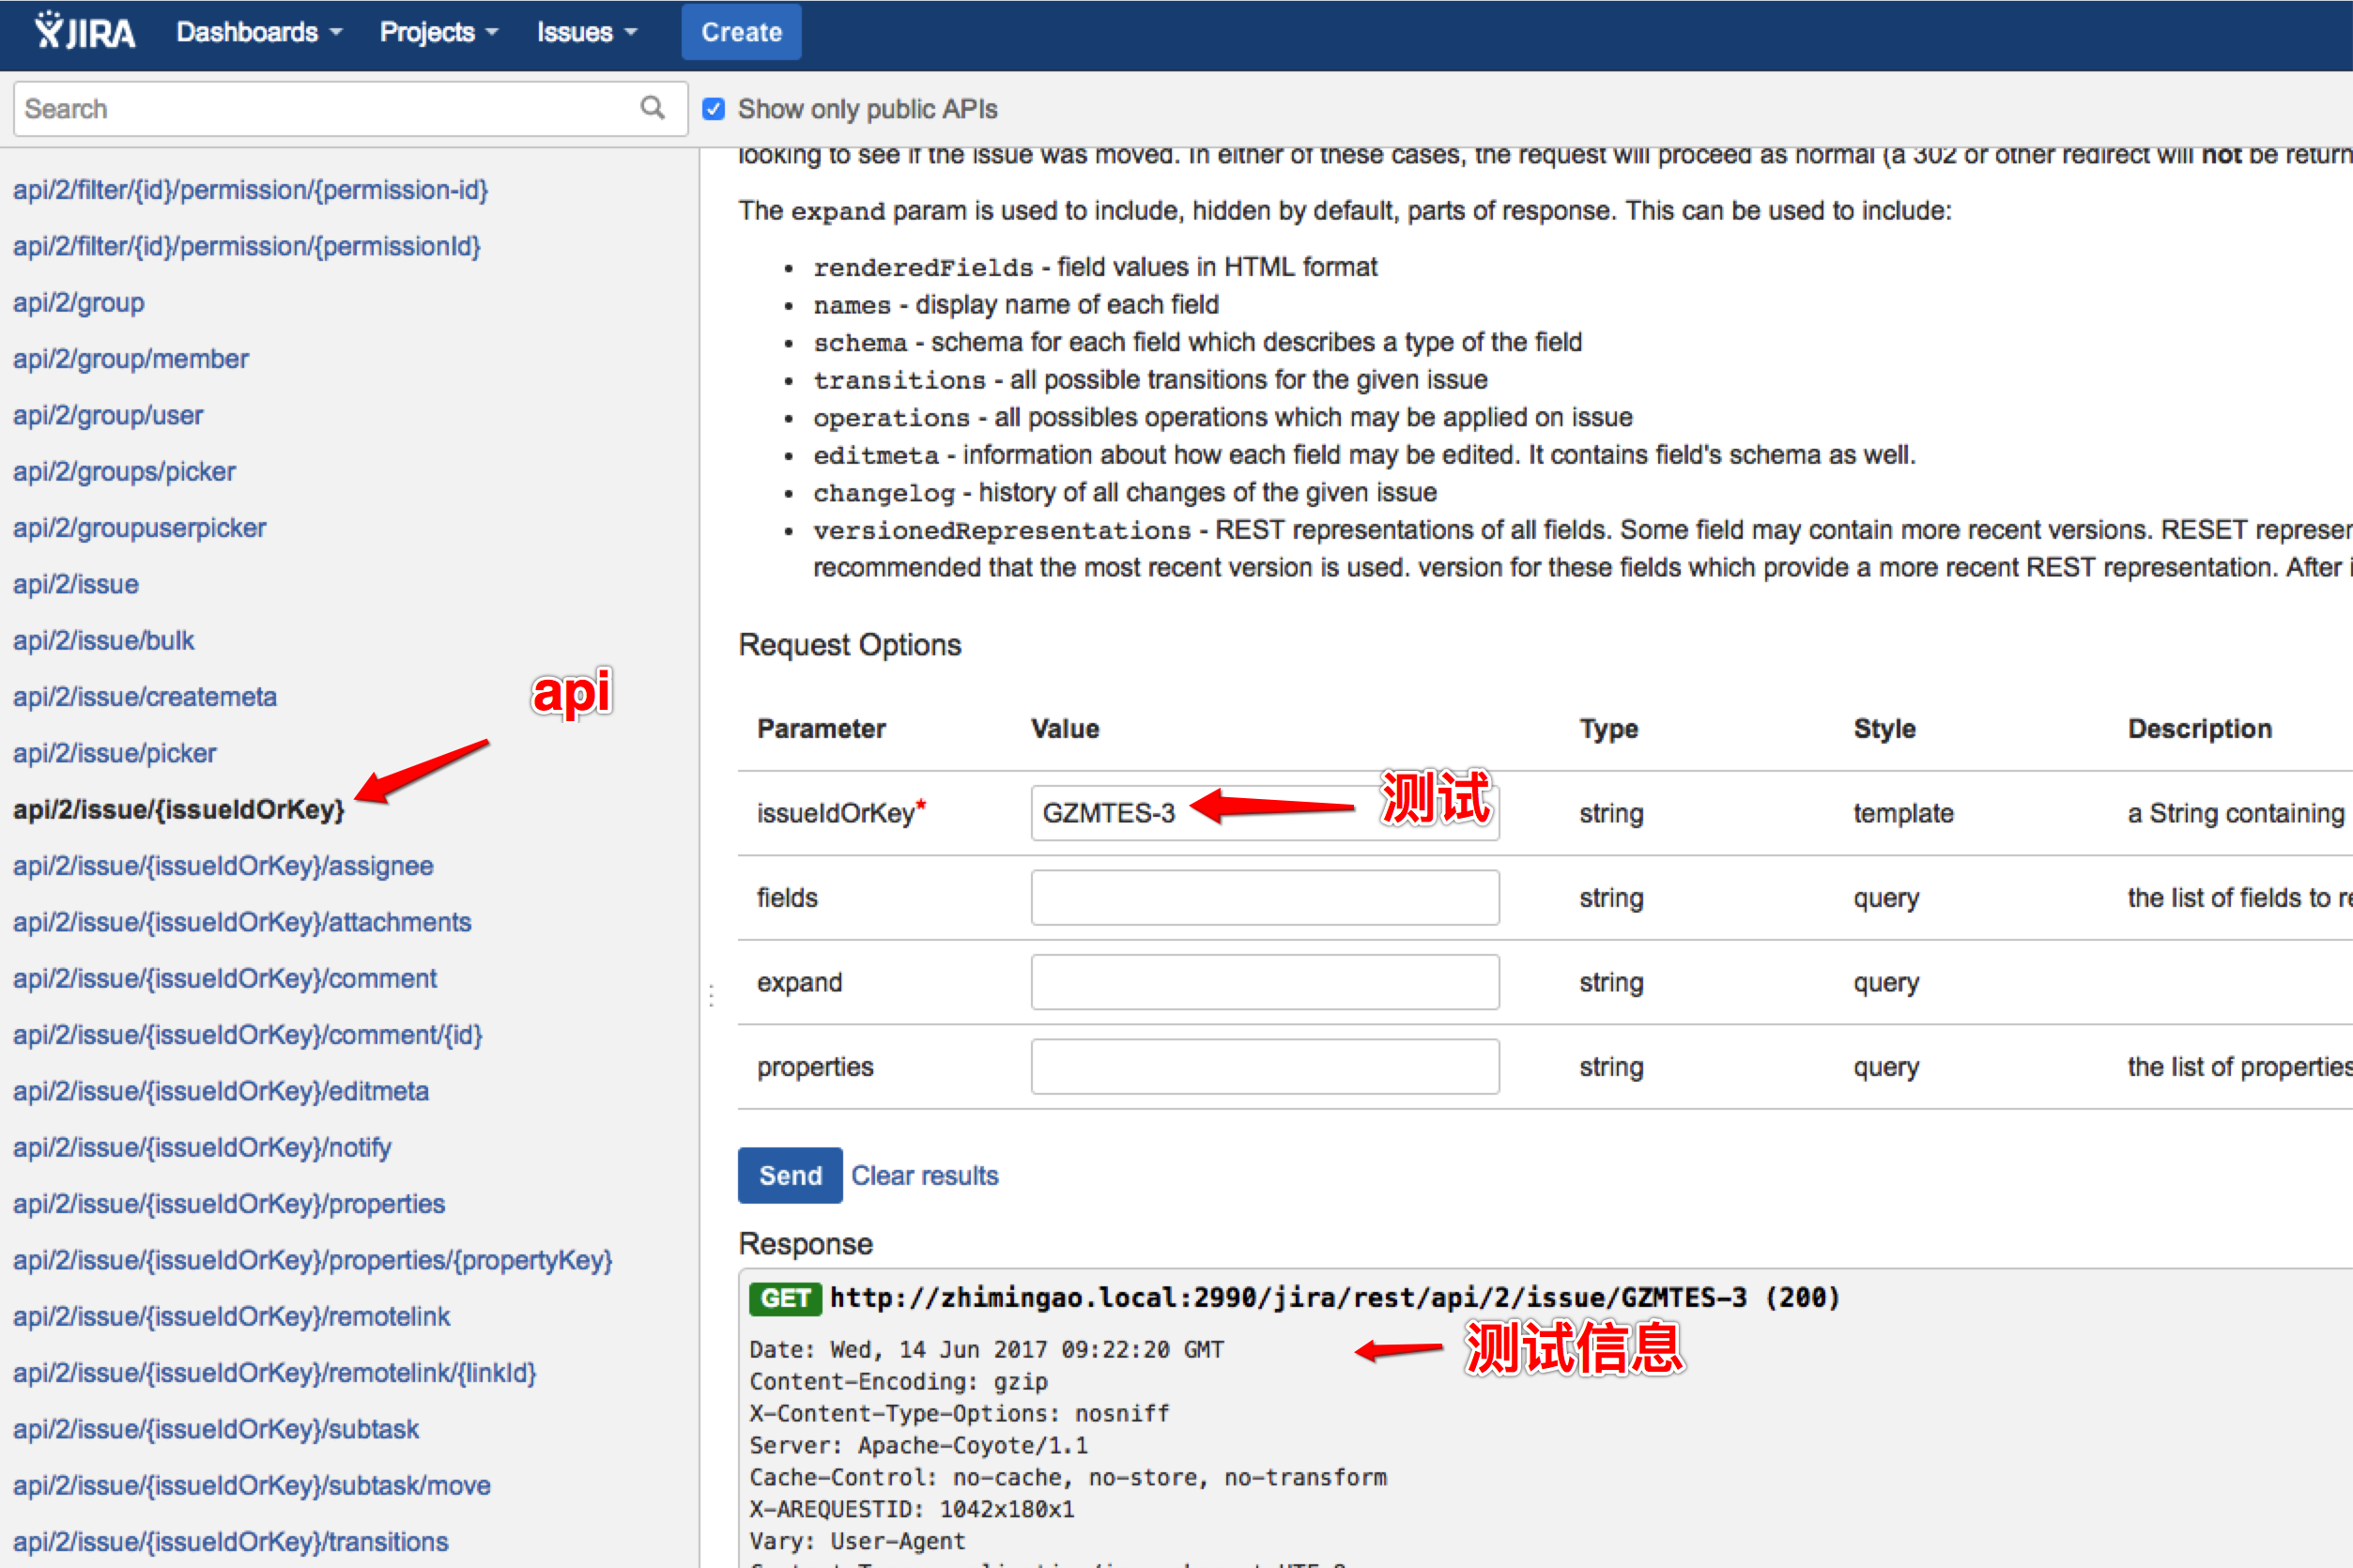 JIRA Dashboards Projects Issues Create
Search
Show only public APIs
api/2/filter/{id}/permission/{permission-id}
api/2/filter/{id}/permission/{permissionId}
api/2/group
api/2/group/member
api/2/group/user
api/2/groups/picker
api/2/groupuserpicker
api/2/issue
api/2/issue/bulk
api/2/issue/createmeta
api/2/issue/picker
api/2/issue/{issueIdOrKey}
api/2/issue/{issueIdOrKey}/assignee
api/2/issue/{issueIdOrKey}/attachments
api/2/issue/{issueIdOrKey}/comment
api/2/issue/{issueIdOrKey}/comment/{id}
api/2/issue/{issueIdOrKey}/editmeta
api/2/issue/{issueIdOrKey}/notify
api/2/issue/{issueIdOrKey}/properties
api/2/issue/{issueIdOrKey}/properties/{propertyKey}
api/2/issue/{issueIdOrKey}/remotelink
api/2/issue/{issueIdOrKey}/remotelink/{linkId}
api/2/issue/{issueIdOrKey}/subtask
api/2/issue/{issueIdOrKey}/subtask/move
api/2/issue/{issueIdOrKey}/transitions
api
looking to see if the issue was moved. In either of these cases, the request will proceed as normal (a 302 or other redirect will not be return
The expand param is used to include, hidden by default, parts of response. This can be used to include:
• renderedFields - field values in HTML format
• names - display name of each field
• schema - schema for each field which describes a type of the field
• transitions - all possible transitions for the given issue
• operations - all possibles operations which may be applied on issue
• editmeta - information about how each field may be edited. It contains field's schema as well.
• changelog - history of all changes of the given issue
• versionedRepresentations - REST representations of all fields. Some field may contain more recent versions. RESET represen
recommended that the most recent version is used. version for these fields which provide a more recent REST representation. After i
Request Options
Parameter Value Type Style Description
issueIdOrKey* GZMTES-3 测试 string template a String containing
fields string query the list of fields to re
expand string query
properties string query the list of properties
Send Clear results
Response
GET http://zhimingao.local:2990/jira/rest/api/2/issue/GZMTES-3 (200)
Date: Wed, 14 Jun 2017 09:22:20 GMT 测试信息
Content-Encoding: gzip
X-Content-Type-Options: nosniff
Server: Apache-Coyote/1.1
Cache-Control: no-cache, no-store, no-transform
X-AREQUESTID: 1042x180x1
Vary: User-Agent